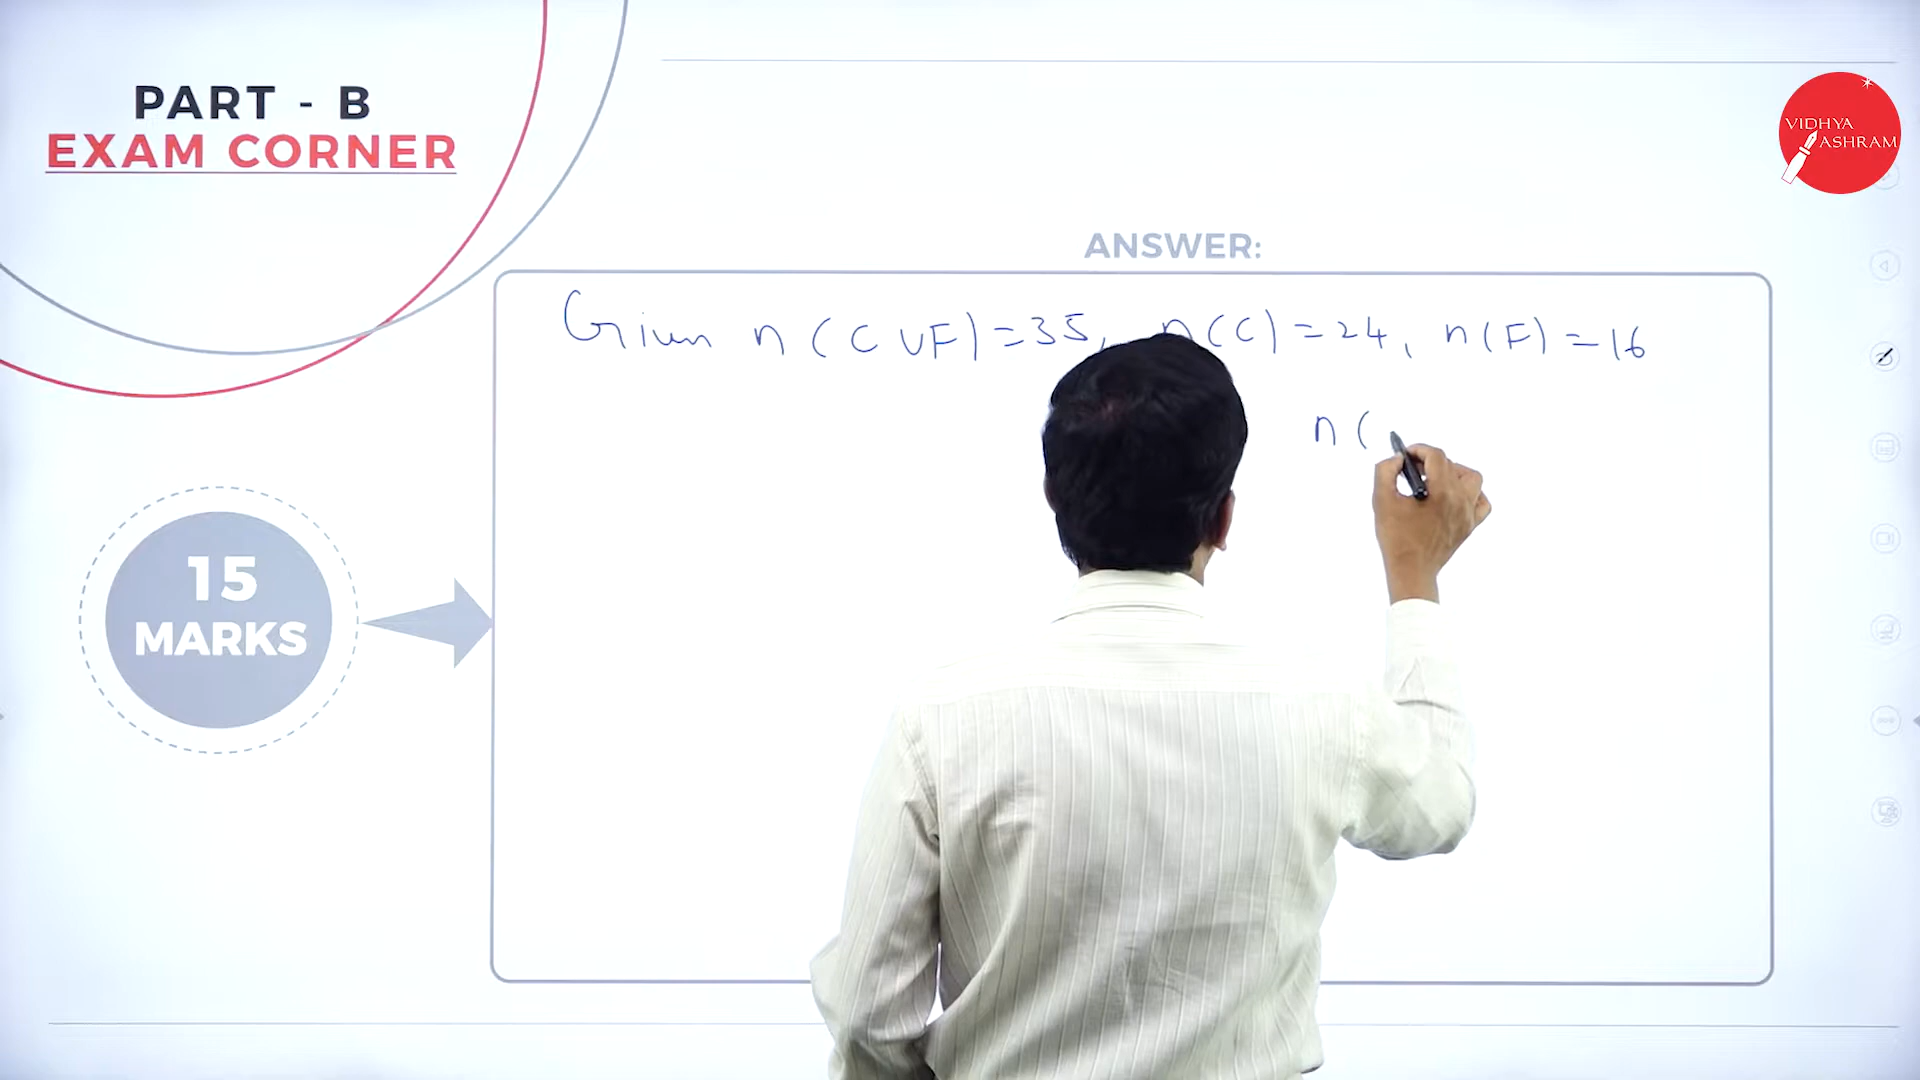 PART - B
EXAM CORNER
VIDHYA
ASHRAM
ANSWER:
Given n(C∪F)=35, n(C)=24, n(F)=16
n(
15
MARKS